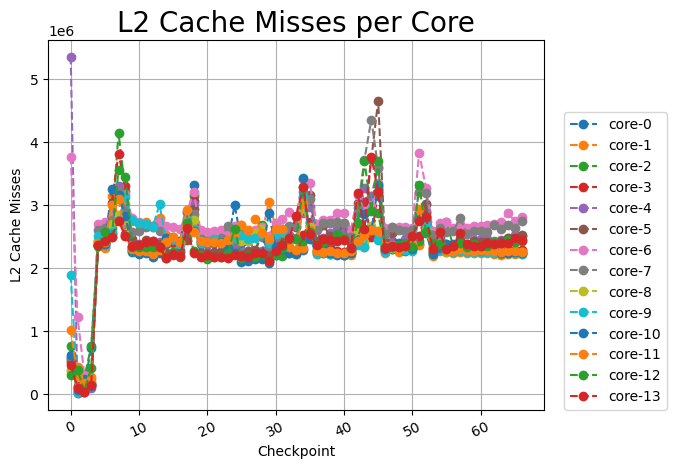 L2 Cache Misses per Core
1e6
5
4
3
2
1
0
L2 Cache Misses
0
10
20
30
40
50
60
Checkpoint
core-0
core-1
core-2
core-3
core-4
core-5
core-6
core-7
core-8
core-9
core-10
core-11
core-12
core-13